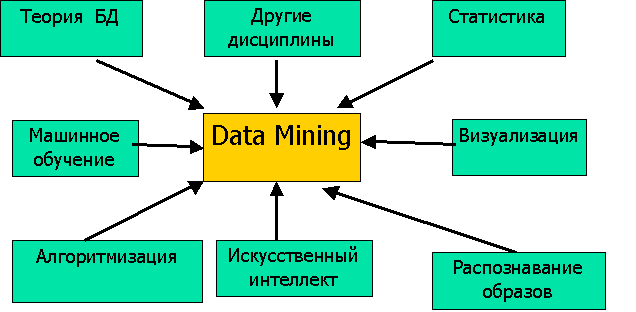 Теория БД
Другие
дисциплины
Статистика
Машинное
обучение
Data Mining
Визуализация
Алгоритмизация
Искусственный
интеллект
Распознавание
образов